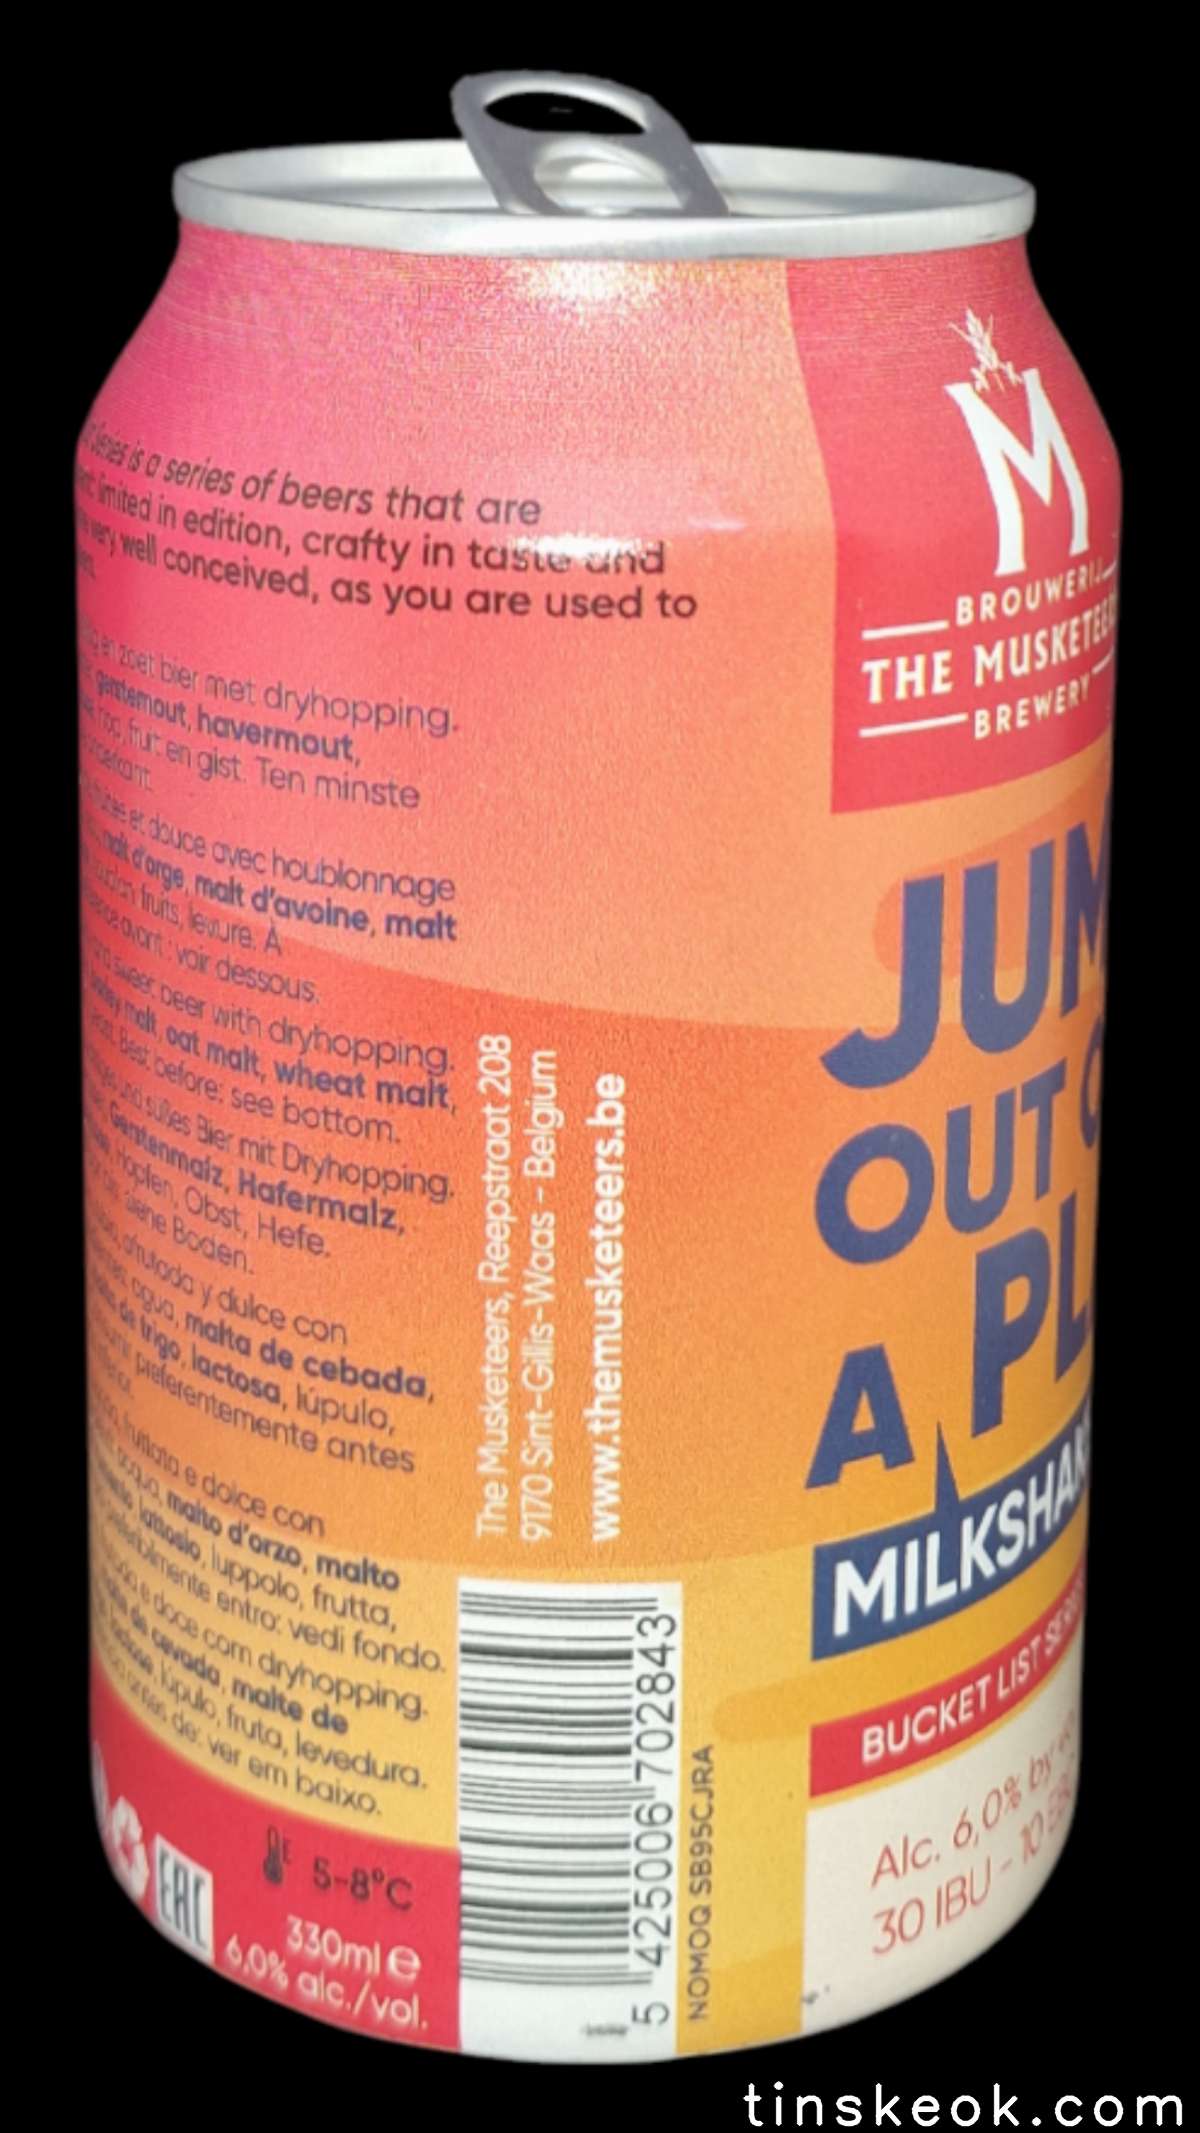 is a series of beers that are
limited in edition, crafty in taste and
very well conceived, as you are used to
en zoet bier met dryhopping.
gerstemout, havermout,
hop, fruit en gist. Ten minste
et douce avec houblonnage
malt d'orge, malt d'avoine, malt
fruits, levure. À
avant : voir dessous.
sweet beer with dryhopping.
barley malt, oat malt, wheat malt,
Best before: see bottom.
und süßes Bier mit Dryhopping.
Gerstenmalz, Hafermalz,
Hopfen, Obst, Hefe.
siehe Boden.
afrutada y dulce con
agua, malta de cebada,
de trigo, lactosa, lúpulo,
preferentemente antes
fruttata e dolce con
acqua, malto d'orzo, malto
lattosio, luppolo, frutta,
entro: vedi fondo.
e doce com dryhopping.
de cevada, malte de
lúpulo, fruta, levedura.
antes de: ver em baixo.
EAC
5-8°C
330ml e
6,0% alc./vol.
The Musketeers, Reepstraat 208
9170 Sint-Gillis-Waas - Belgium
www.themusketeers.be
5 425006 702843
NOMOQ SB95CJRA
M
BROUWERIJ
THE MUSKETEERS
BREWERY
JUM
OUT O
A PL
MILKSHAK
BUCKET LIST SER
Alc. 6,0% by
30 IBU - 10 EB
tinskeok.com